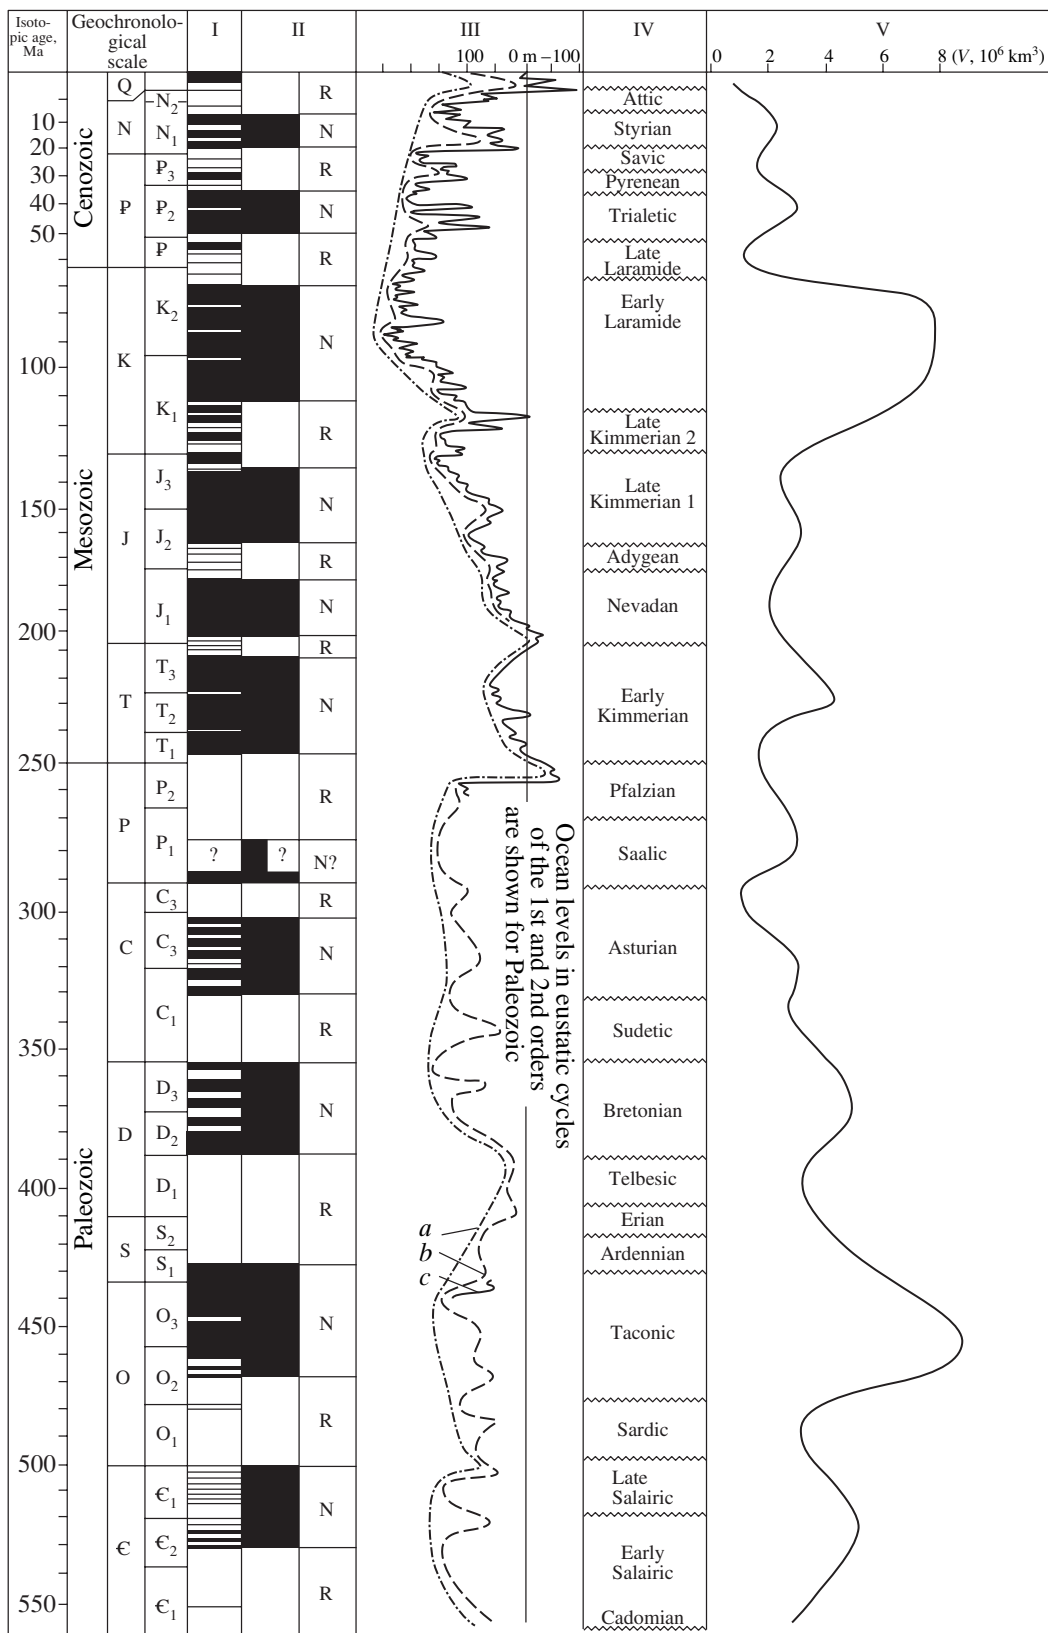 Isoto-
pic age,
Ma
Geochronolo-
gical
scale
I
II
III
IV
V
100
0 m
−100
0
2
4
6
8 (V, 10⁶ km³)
10
20
30
40
50
100
150
200
250
300
350
400
450
500
550
Cenozoic
Mesozoic
Paleozoic
Q
N
₽
K
J
T
P
C
D
S
O
Є
N₂
N₁
₽₃
₽₂
₽
K₂
K₁
J₃
J₂
J₁
T₃
T₂
T₁
P₂
P₁
C₃
C₃
C₁
D₃
D₂
D₁
S₂
S₁
O₃
O₂
O₁
Є₁
Є₂
Є₁
?
?
R
N
R
N
R
N
R
N
R
N
R
N
R
N?
R
N
R
N
R
N
R
N
R
Ocean levels in eustatic cycles
of the 1st and 2nd orders
are shown for Paleozoic
a
b
c
Attic
Styrian
Savic
Pyrenean
Trialetic
Late
Laramide
Early
Laramide
Late
Kimmerian 2
Late
Kimmerian 1
Adygean
Nevadan
Early
Kimmerian
Pfalzian
Saalic
Asturian
Sudetic
Bretonian
Telbesic
Erian
Ardennian
Taconic
Sardic
Late
Salairic
Early
Salairic
Cadomian